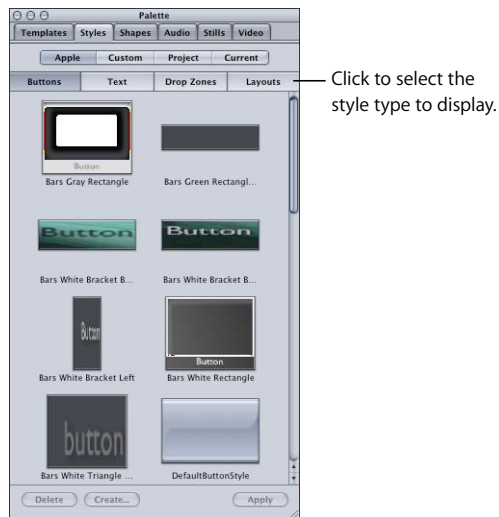 Palette
Templates Styles Shapes Audio Stills Video
Apple Custom Project Current
Buttons Text Drop Zones Layouts
Click to select the
style type to display.
Button
Bars Gray Rectangle Bars Green Rectangl...
Button Button
Bars White Bracket B... Bars White Bracket B...
Button
Button
Bars White Bracket Left Bars White Rectangle
button
Bars White Triangle ... DefaultButtonStyle
Delete Create... Apply